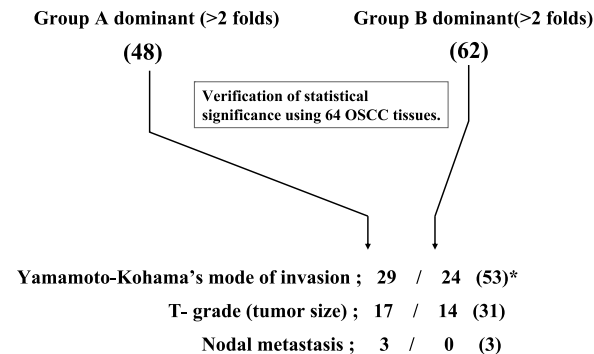 Group A dominant (>2 folds)
Group B dominant(>2 folds)
(48)
(62)
Verification of statistical
significance using 64 OSCC tissues.
Yamamoto-Kohama's mode of invasion ; 29 / 24 (53)*
T- grade (tumor size) ; 17 / 14 (31)
Nodal metastasis ; 3 / 0 (3)